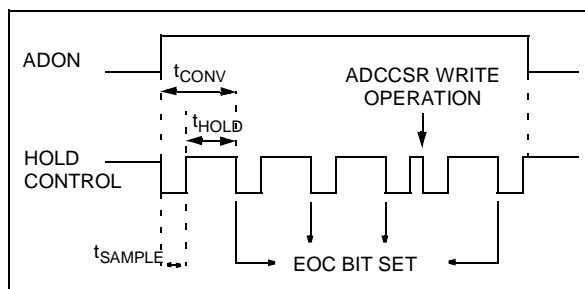 ADON
tCONV
ADCCSR WRITE
OPERATION
tHOLD
HOLD
CONTROL
tSAMPLE
EOC BIT SET